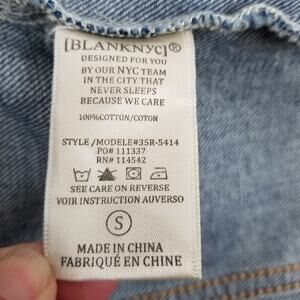 [BLANKNYC]®
DESIGNED FOR YOU
BY OUR NYC TEAM
IN THE CITY THAT
NEVER SLEEPS
BECAUSE WE CARE
100%COTTON/COTON
STYLE/MODELE#35R-5414
PO# 111337
RN# 114542
SEE CARE ON REVERSE
VOIR INSTRUCTION AUVERSO
S
MADE IN CHINA
FABRIQUÉ EN CHINE